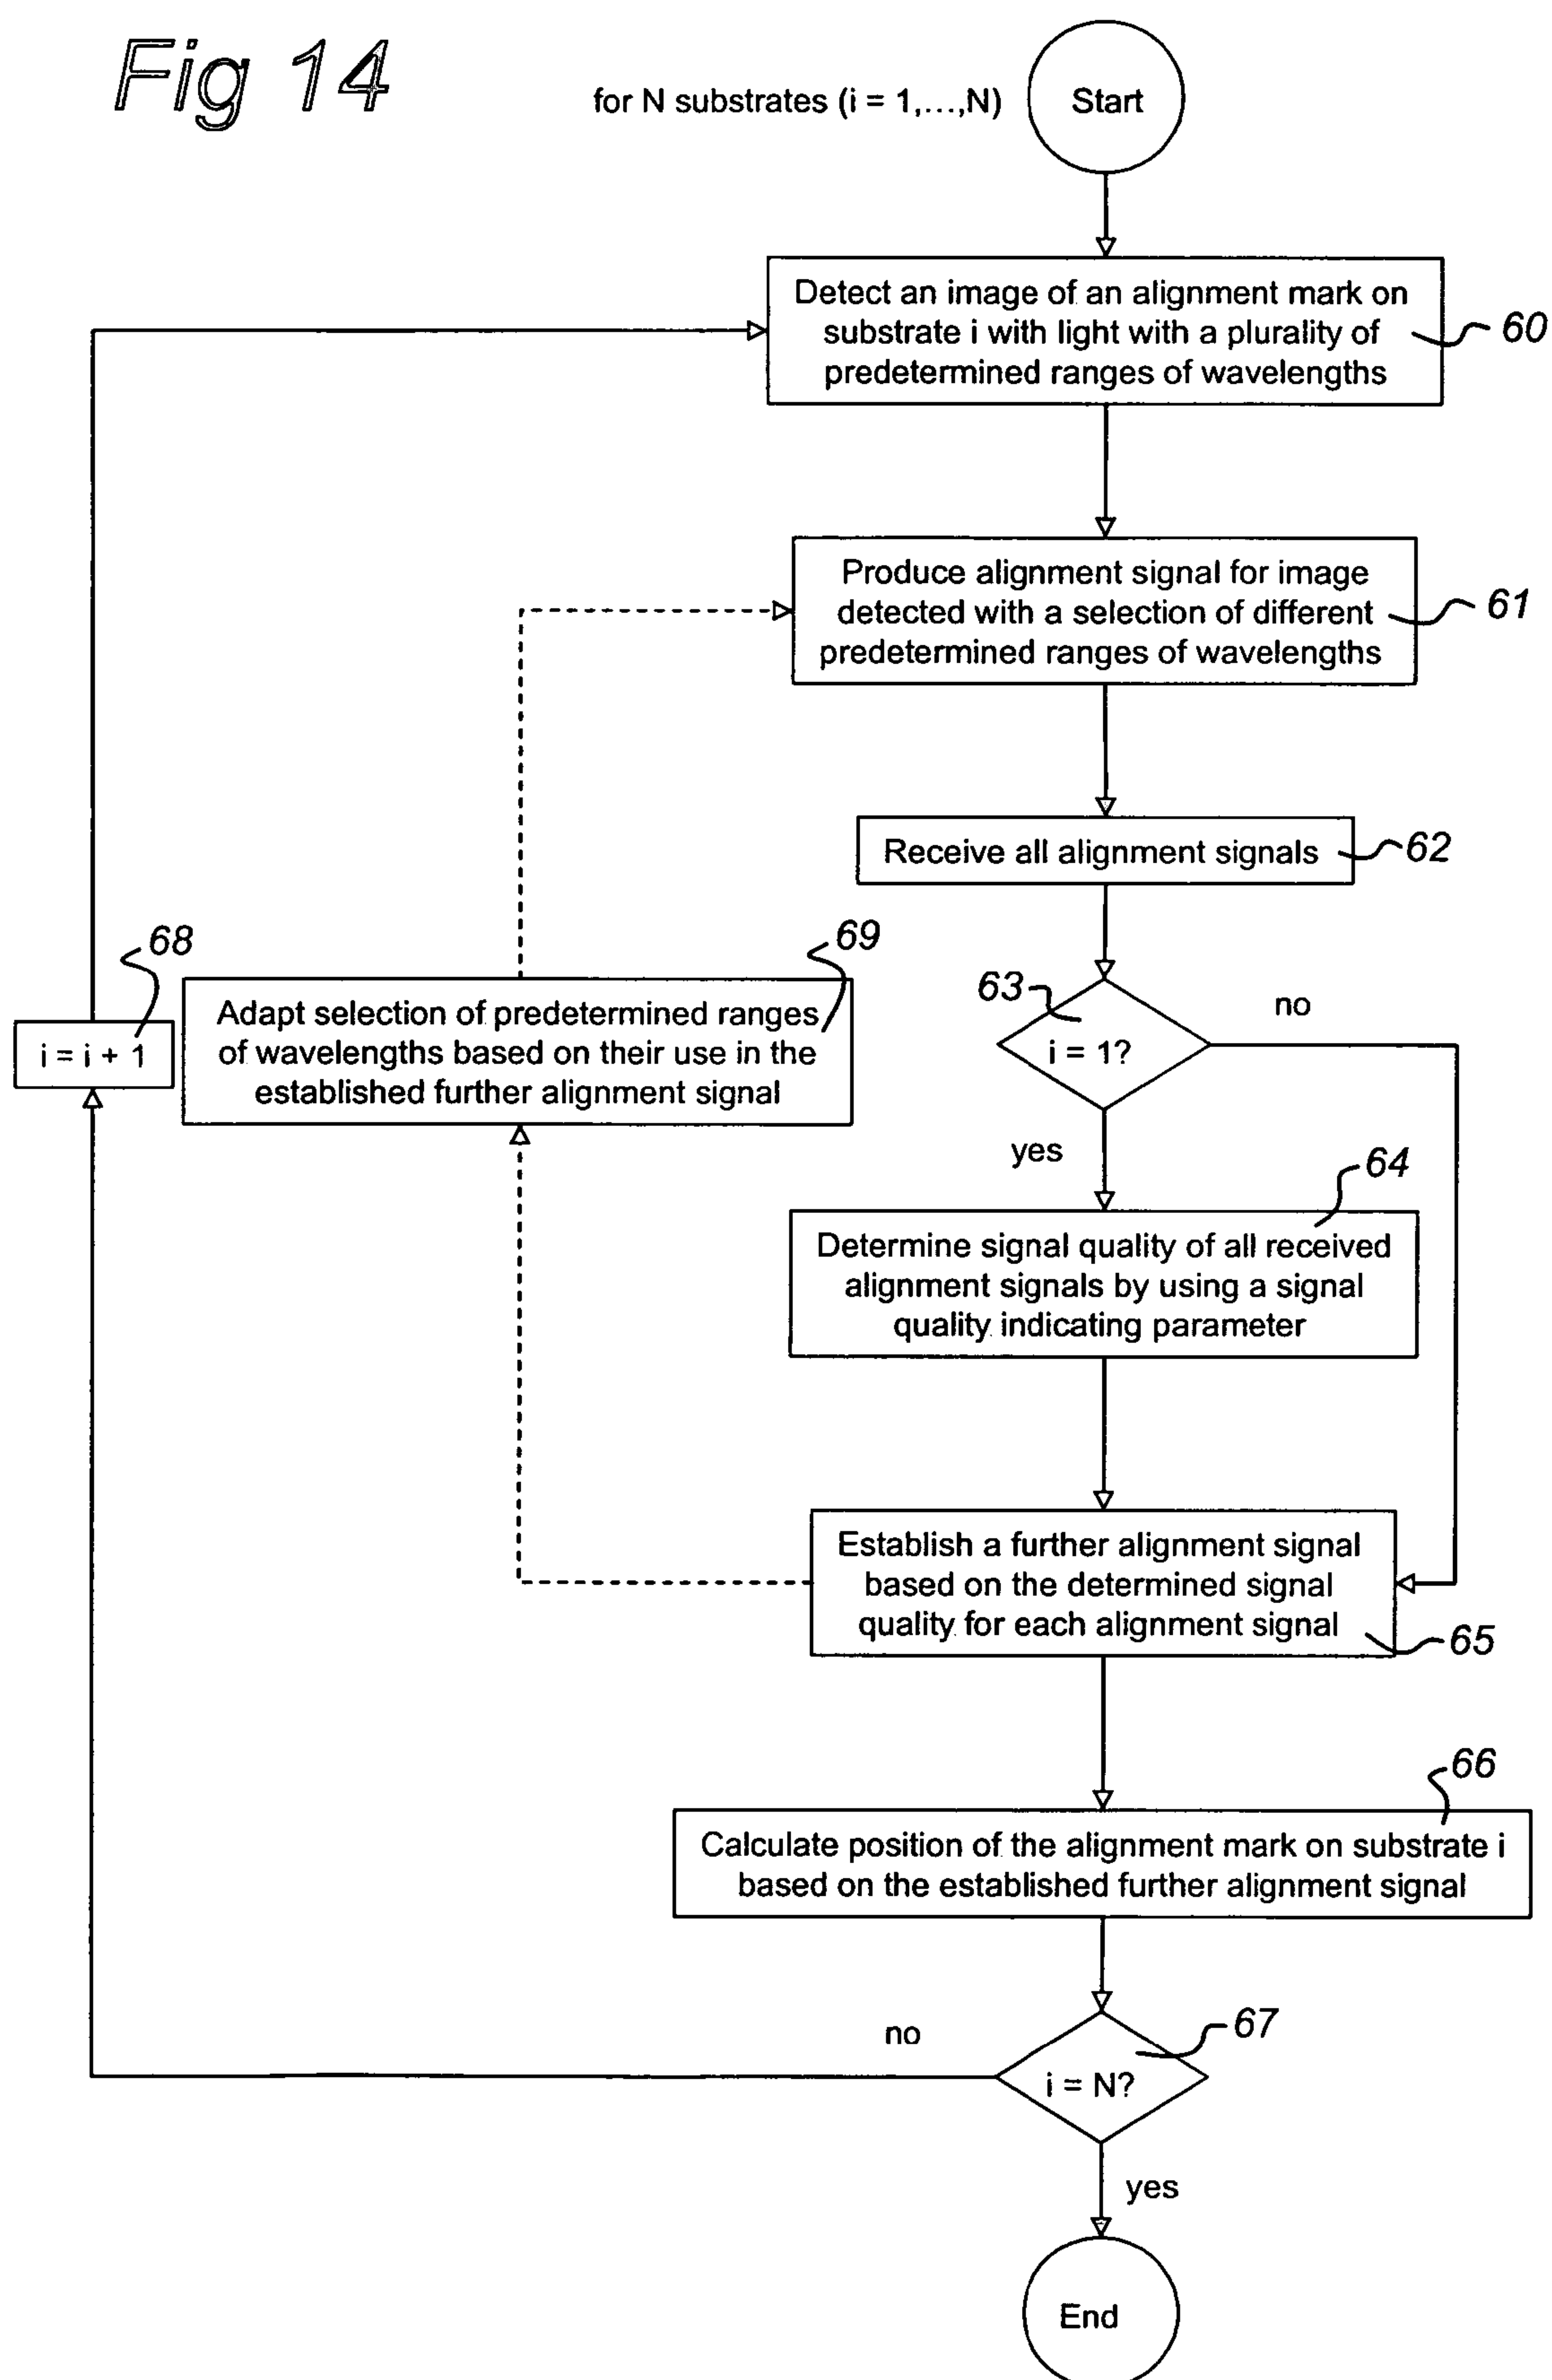 Fig 14
for N substrates (i = 1,...,N)
Start
Detect an image of an alignment mark on
substrate i with light with a plurality of
predetermined ranges of wavelengths
60
Produce alignment signal for image
detected with a selection of different
predetermined ranges of wavelengths
61
Receive all alignment signals
62
68
i = i + 1
69
Adapt selection of predetermined ranges
of wavelengths based on their use in the
established further alignment signal
63
i = 1?
no
yes
64
Determine signal quality of all received
alignment signals by using a signal
quality indicating parameter
Establish a further alignment signal
based on the determined signal
quality for each alignment signal
65
66
Calculate position of the alignment mark on substrate i
based on the established further alignment signal
67
no
i = N?
yes
End